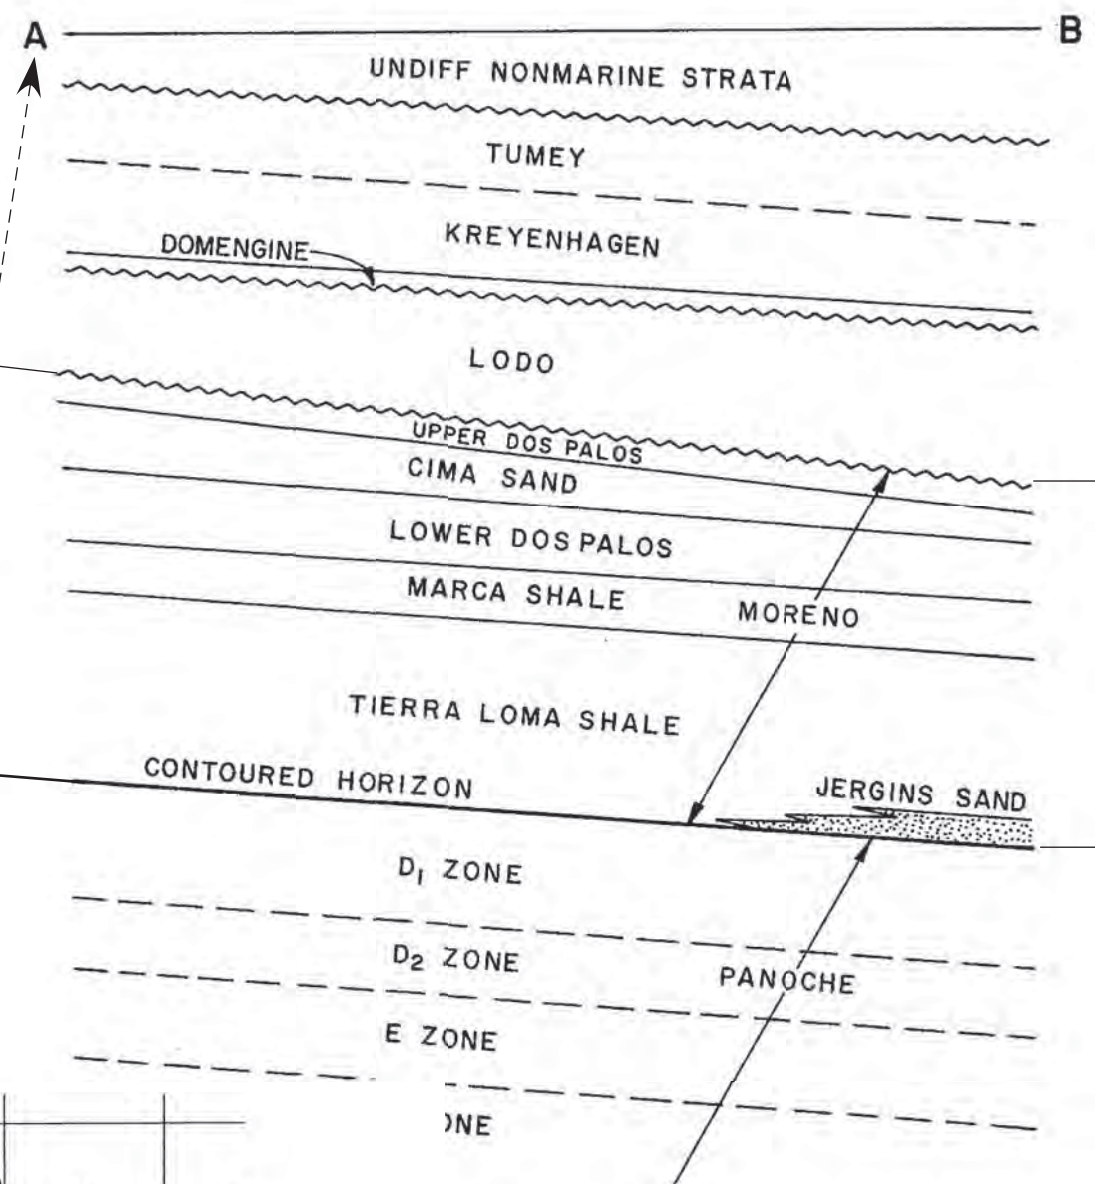 A
B
UNDIFF NONMARINE STRATA
TUMEY
KREYENHAGEN
DOMENGINE
LODO
UPPER DOS PALOS
CIMA SAND
LOWER DOS PALOS
MARCA SHALE
MORENO
TIERRA LOMA SHALE
CONTOURED HORIZON
JERGINS SAND
D1 ZONE
D2 ZONE
PANOCHE
E ZONE